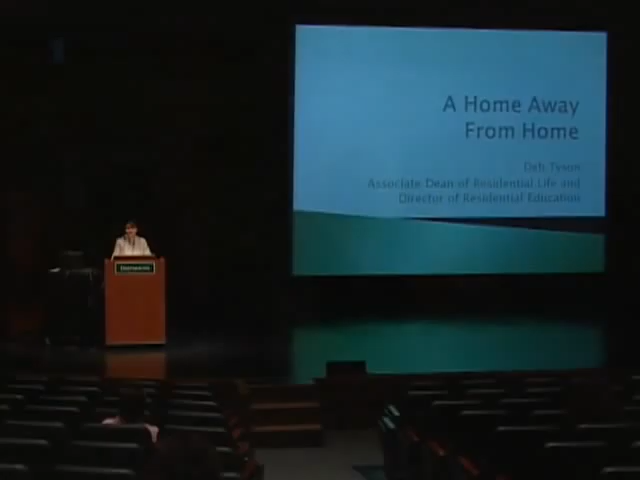 A Home Away
From Home
Deb Tyson
Associate Dean of Residential Life and
Director of Residential Education